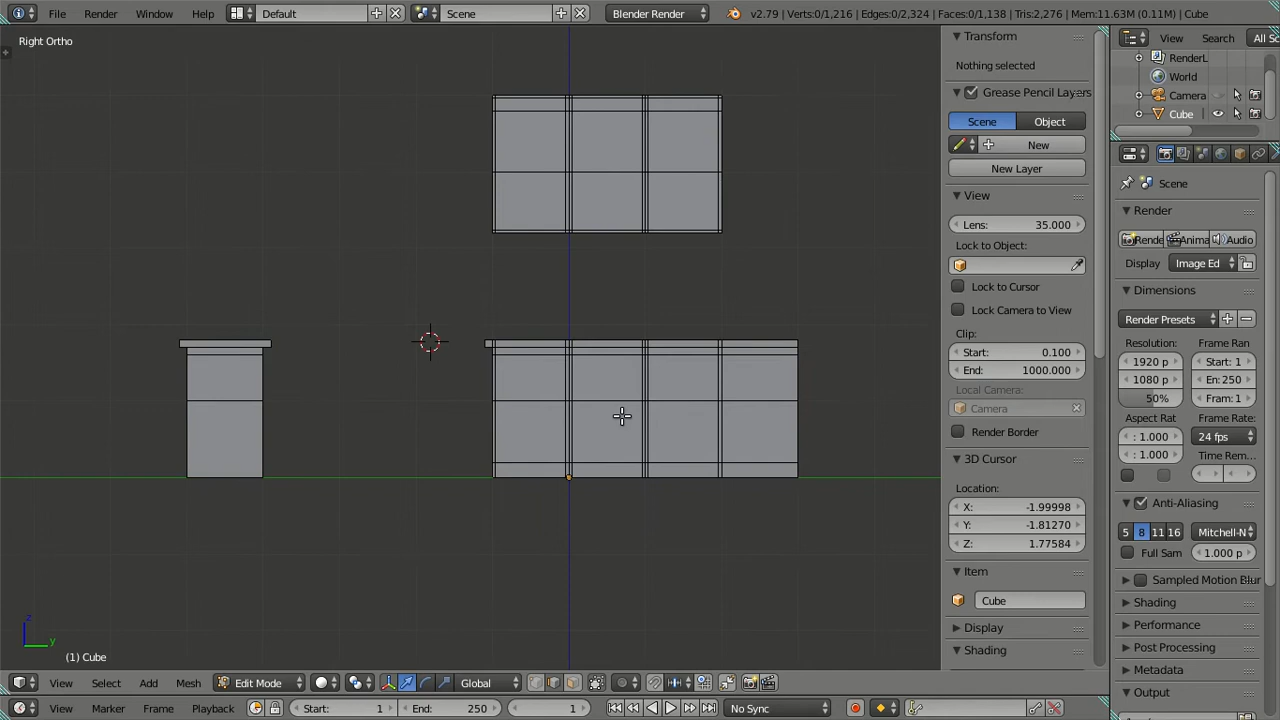 File Render Window Help Default Scene Blender Render v2.79 | Verts:0/1,216 | Edges:0/2,324 | Faces:0/1,138 | Tris:2,276 | Mem:11.63M (0.11M) | Cube
Right Ortho
Transform
Nothing selected
Grease Pencil Layers
Scene Object
New
New Layer
View
Lens: 35.000
Lock to Object:
Lock to Cursor
Lock Camera to View
Clip:
Start: 0.100
End: 1000.000
Local Camera:
Camera
Render Border
3D Cursor
Location:
X: -1.99998
Y: -1.81270
Z: 1.77584
Item
Cube
Display
Shading
View Search All Sc
RenderL
World
Camera
Cube
Scene
Render
Rende Anima Audio
Display Image Ed
Dimensions
Render Presets
Resolution: Frame Ran
1920 p Start: 1
1080 p En: 250
50% Fram: 1
Aspect Rat Frame Rate:
: 1.000 24 fps
: 1.000 Time Rem...
Anti-Aliasing
5 8 11 16 Mitchell-N
Full Sam 1.000 p
Sampled Motion Blur
Shading
Performance
Post Processing
Metadata
Output
z
y
(1) Cube
View Select Add Mesh Edit Mode Global
View Marker Frame Playback Start: 1 End: 250 1 No Sync